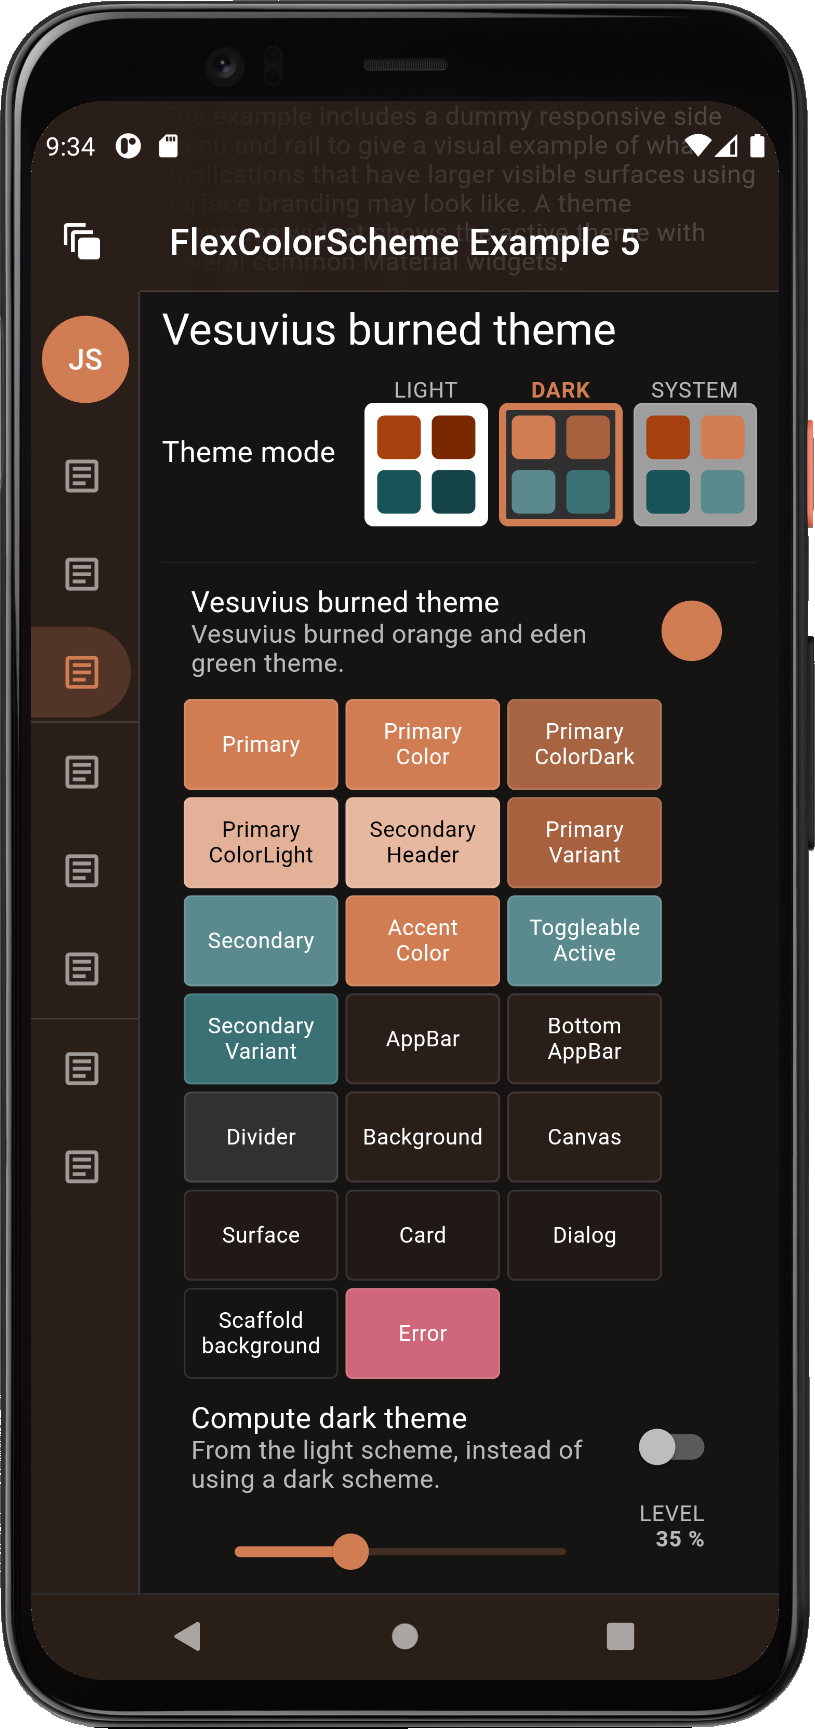 The example includes a dummy responsive side
menu and rail to give a visual example of what
applications that have larger visible surfaces using
surface branding may look like. A theme
9:34
FlexColorScheme Example 5
shows the active theme with
several common Material widgets.
JS
Vesuvius burned theme
LIGHT
DARK
SYSTEM
Theme mode
Vesuvius burned theme
Vesuvius burned orange and eden
green theme.
Primary
Primary
Color
Primary
ColorDark
Primary
ColorLight
Secondary
Header
Primary
Variant
Secondary
Accent
Color
Toggleable
Active
Secondary
Variant
AppBar
Bottom
AppBar
Divider
Background
Canvas
Surface
Card
Dialog
Scaffold
background
Error
Compute dark theme
From the light scheme, instead of
using a dark scheme.
LEVEL
35 %